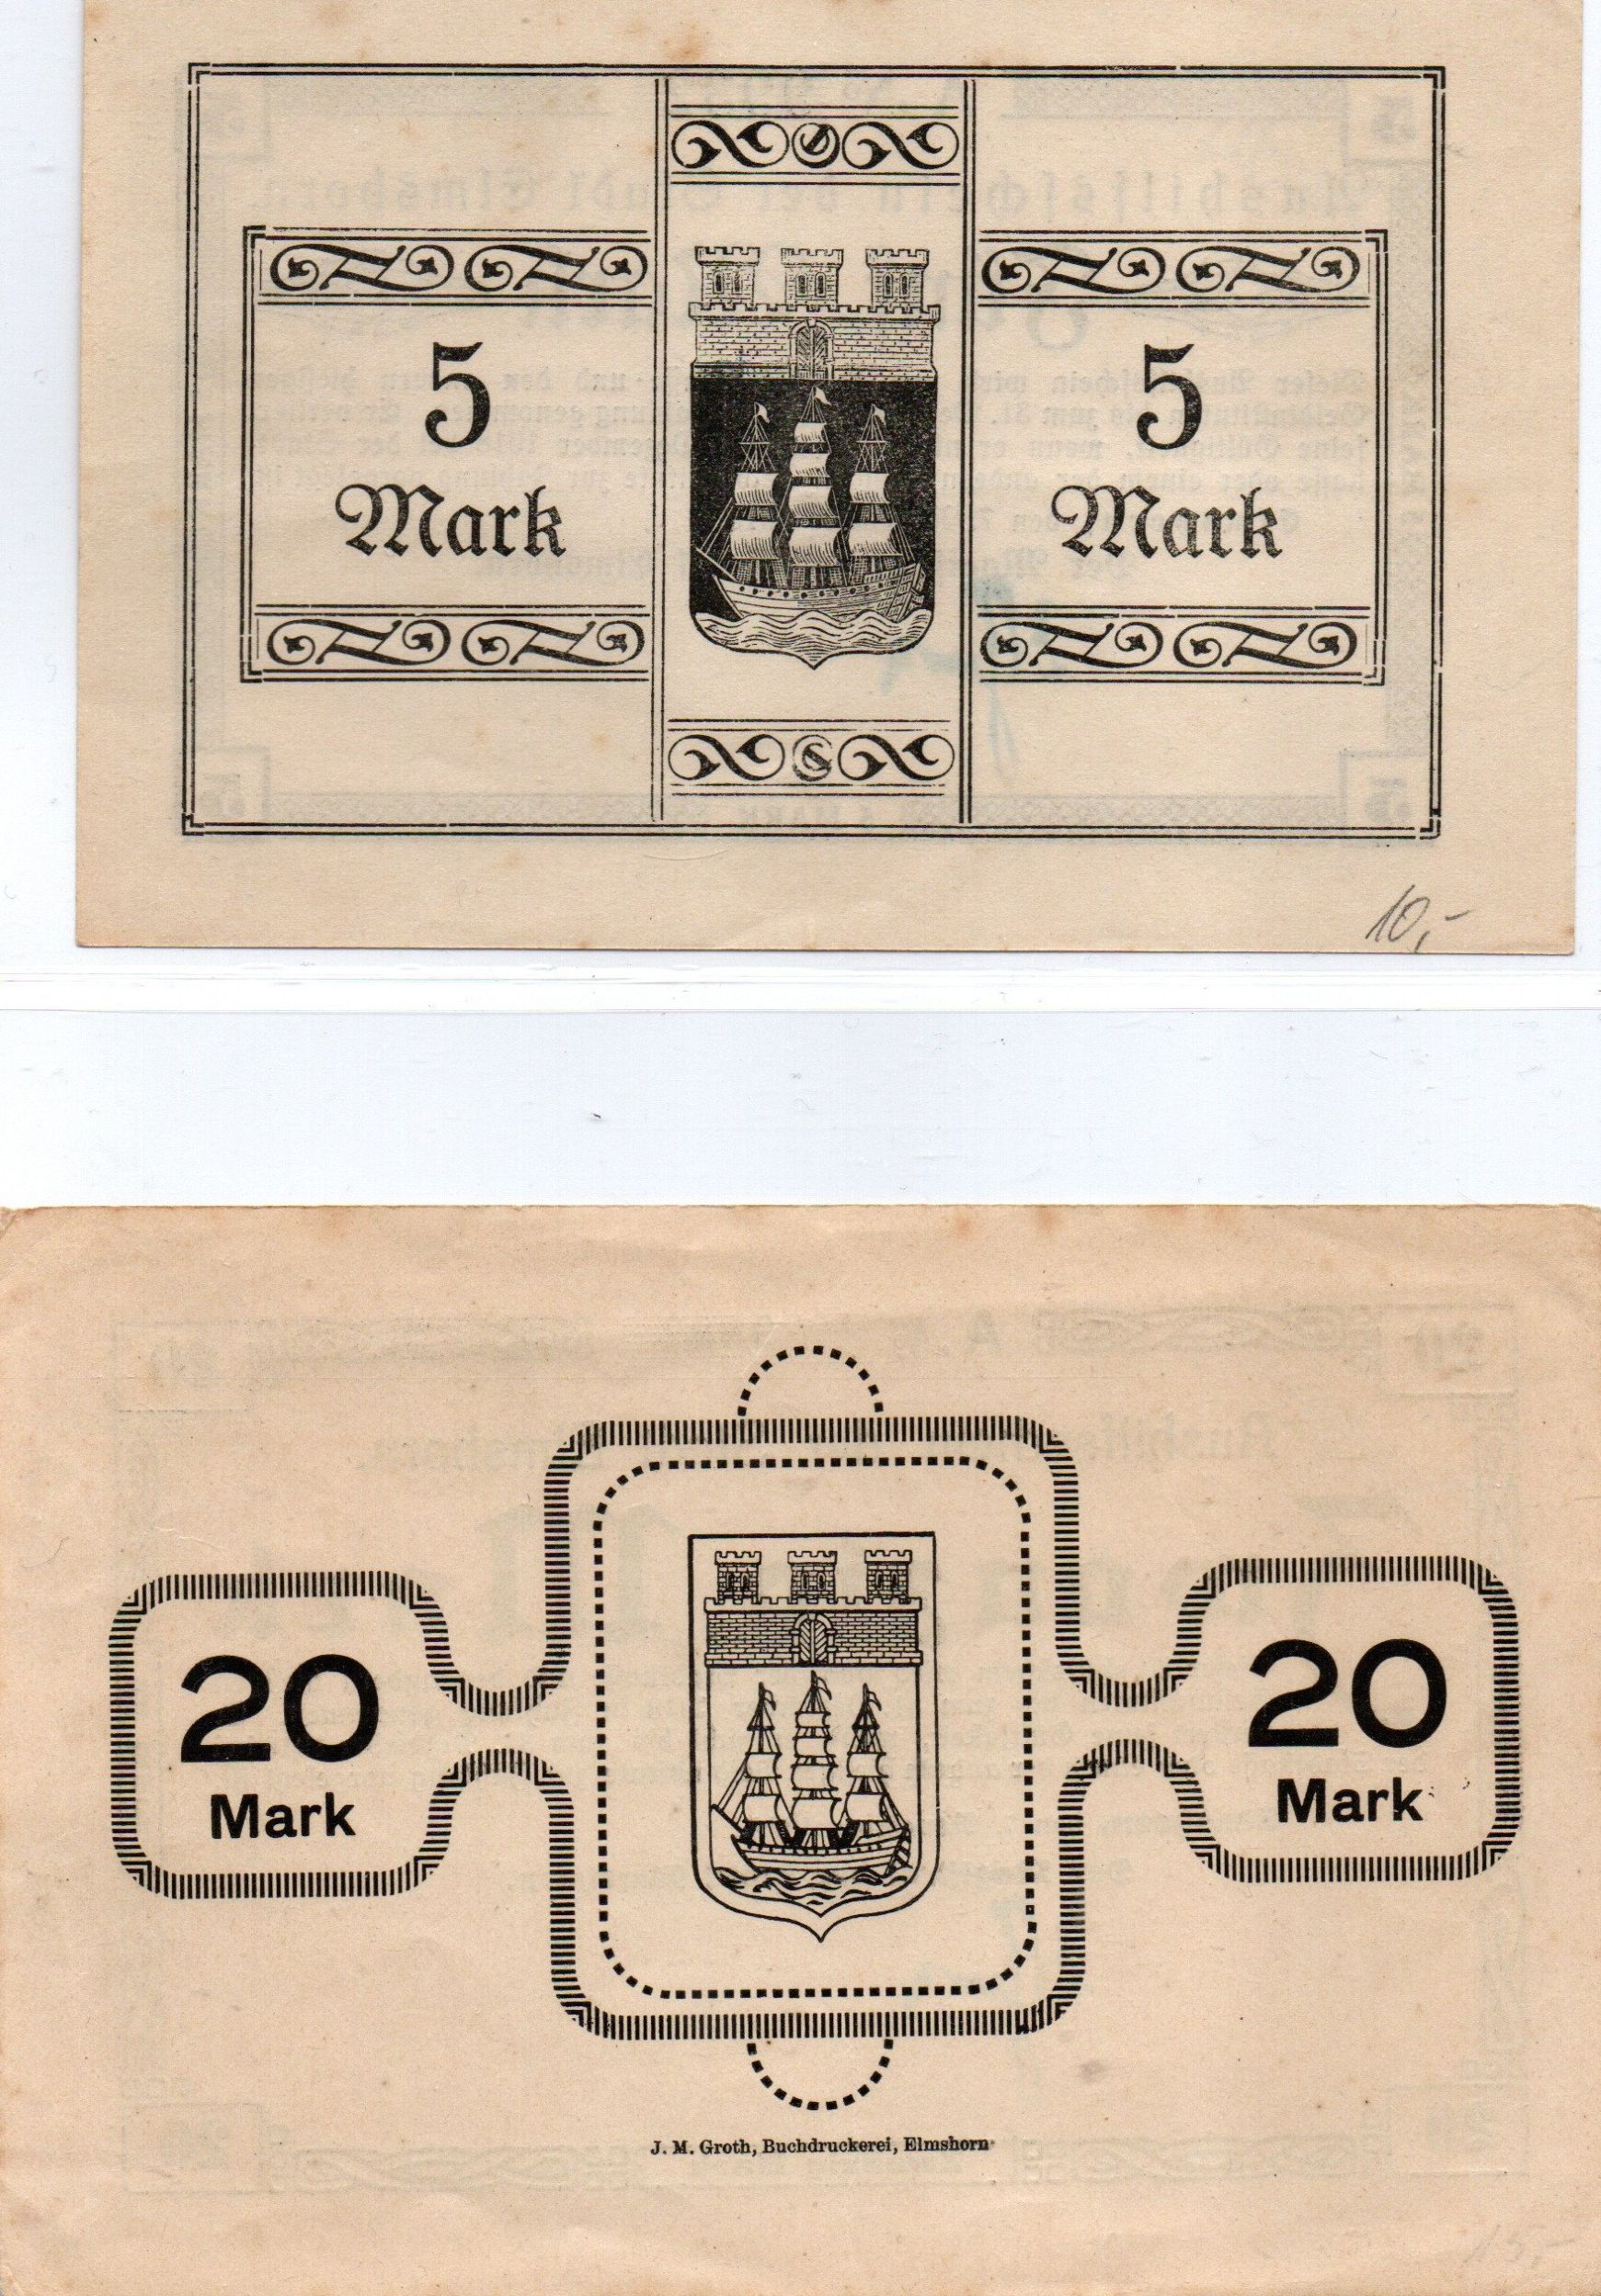 5
Mark
5
Mark
10,-
20
Mark
20
Mark
J. M. Groth, Buchdruckerei, Elmshorn